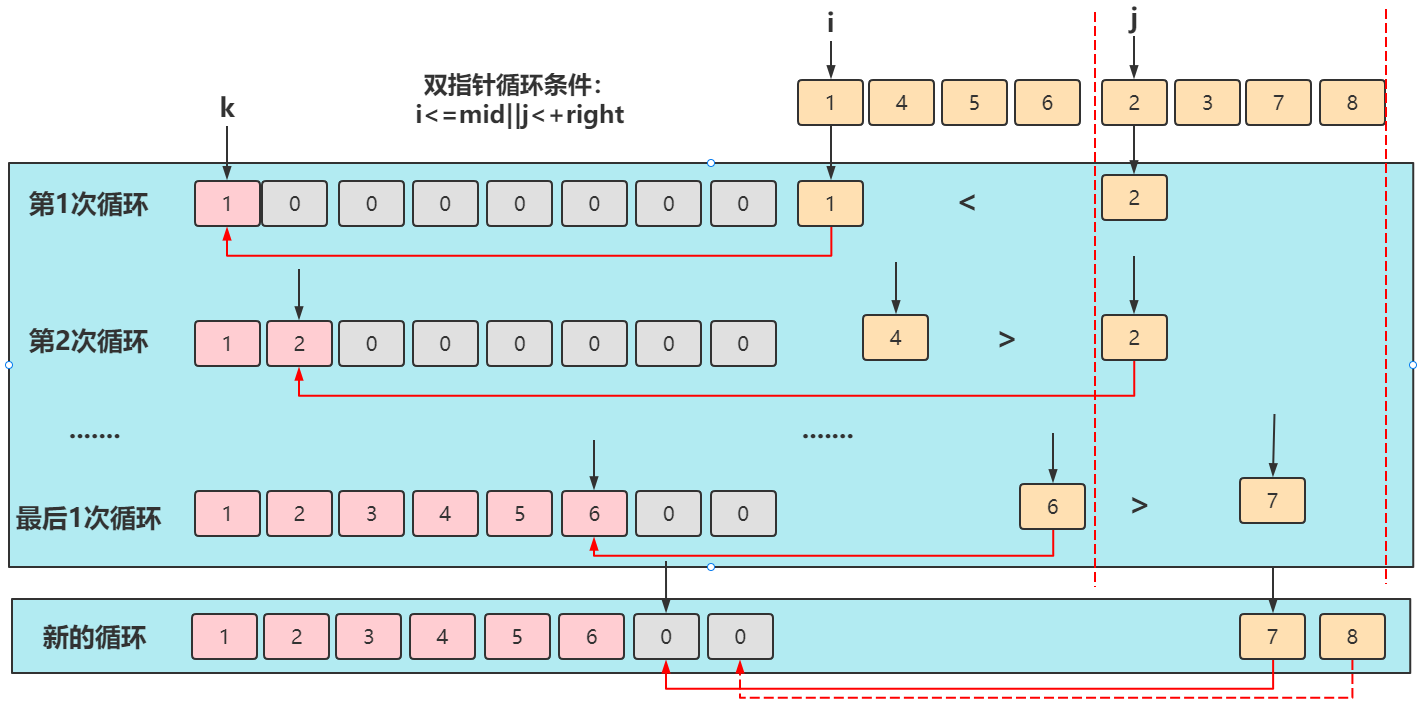 i
j
k
双指针循环条件：
i<=mid||j<+right
1 4 5 6 2 3 7 8
第1次循环 1 0 0 0 0 0 0 0 1 < 2
第2次循环 1 2 0 0 0 0 0 0 4 > 2
....... .......
最后1次循环 1 2 3 4 5 6 0 0 6 > 7
新的循环 1 2 3 4 5 6 0 0 7 8